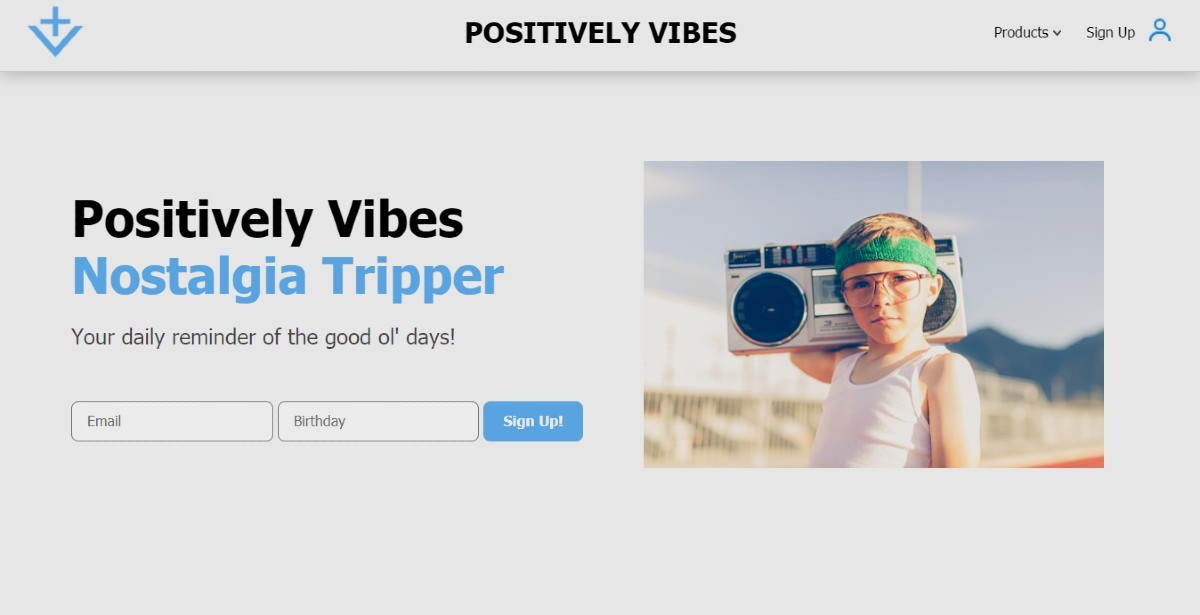 POSITIVELY VIBES
Products
Sign Up
Positively Vibes
Nostalgia Tripper
Your daily reminder of the good ol' days!
Email
Birthday
Sign Up!